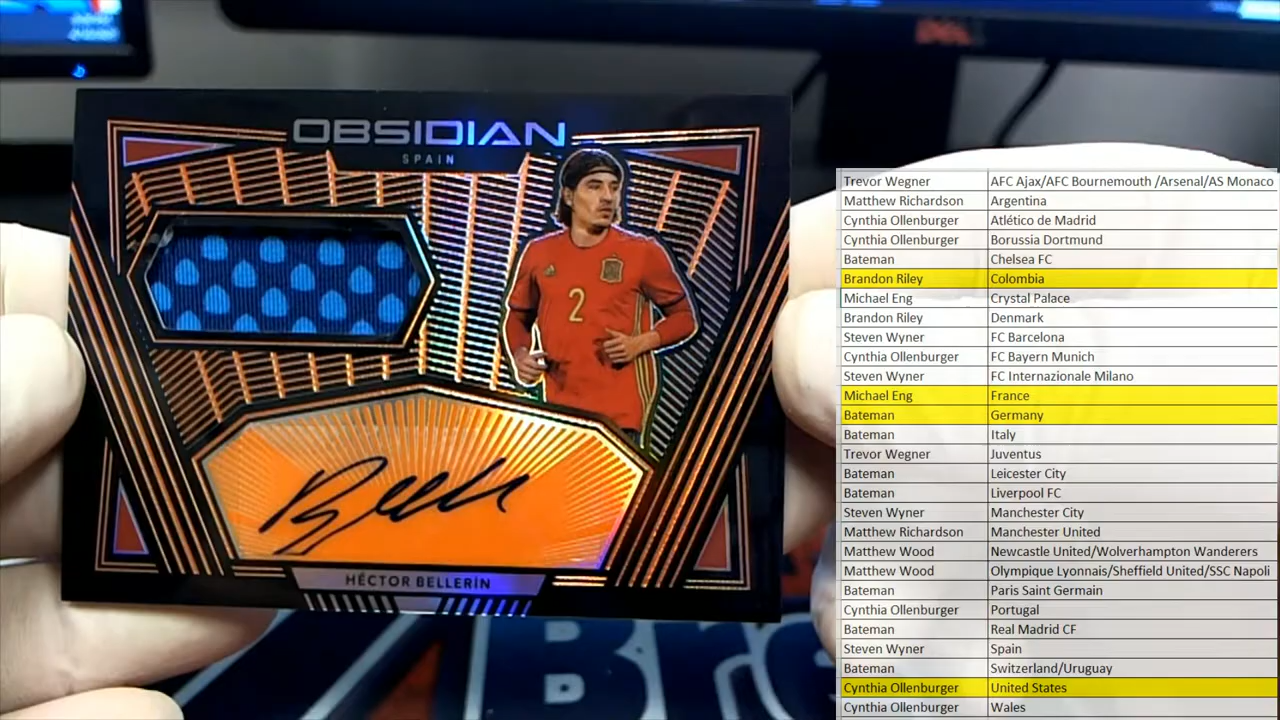 DELL
OBSIDIAN
SPAIN
2
Bre
HÉCTOR BELLERÍN
Trevor Wegner AFC Ajax/AFC Bournemouth /Arsenal/AS Monaco
Matthew Richardson Argentina
Cynthia Ollenburger Atlético de Madrid
Cynthia Ollenburger Borussia Dortmund
Bateman Chelsea FC
Brandon Riley Colombia
Michael Eng Crystal Palace
Brandon Riley Denmark
Steven Wyner FC Barcelona
Cynthia Ollenburger FC Bayern Munich
Steven Wyner FC Internazionale Milano
Michael Eng France
Bateman Germany
Bateman Italy
Trevor Wegner Juventus
Bateman Leicester City
Bateman Liverpool FC
Steven Wyner Manchester City
Matthew Richardson Manchester United
Matthew Wood Newcastle United/Wolverhampton Wanderers
Matthew Wood Olympique Lyonnais/Sheffield United/SSC Napoli
Bateman Paris Saint Germain
Cynthia Ollenburger Portugal
Bateman Real Madrid CF
Steven Wyner Spain
Bateman Switzerland/Uruguay
Cynthia Ollenburger United States
Cynthia Ollenburger Wales